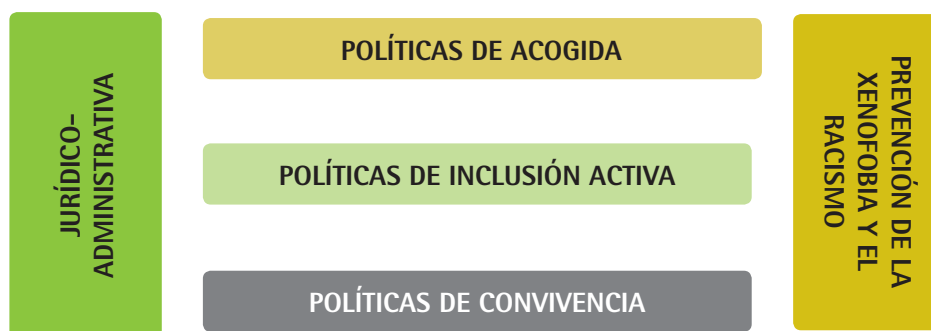 JURÍDICO-
ADMINISTRATIVA
POLÍTICAS DE ACOGIDA
POLÍTICAS DE INCLUSIÓN ACTIVA
POLÍTICAS DE CONVIVENCIA
PREVENCIÓN DE LA
XENOFOBIA Y EL
RACISMO